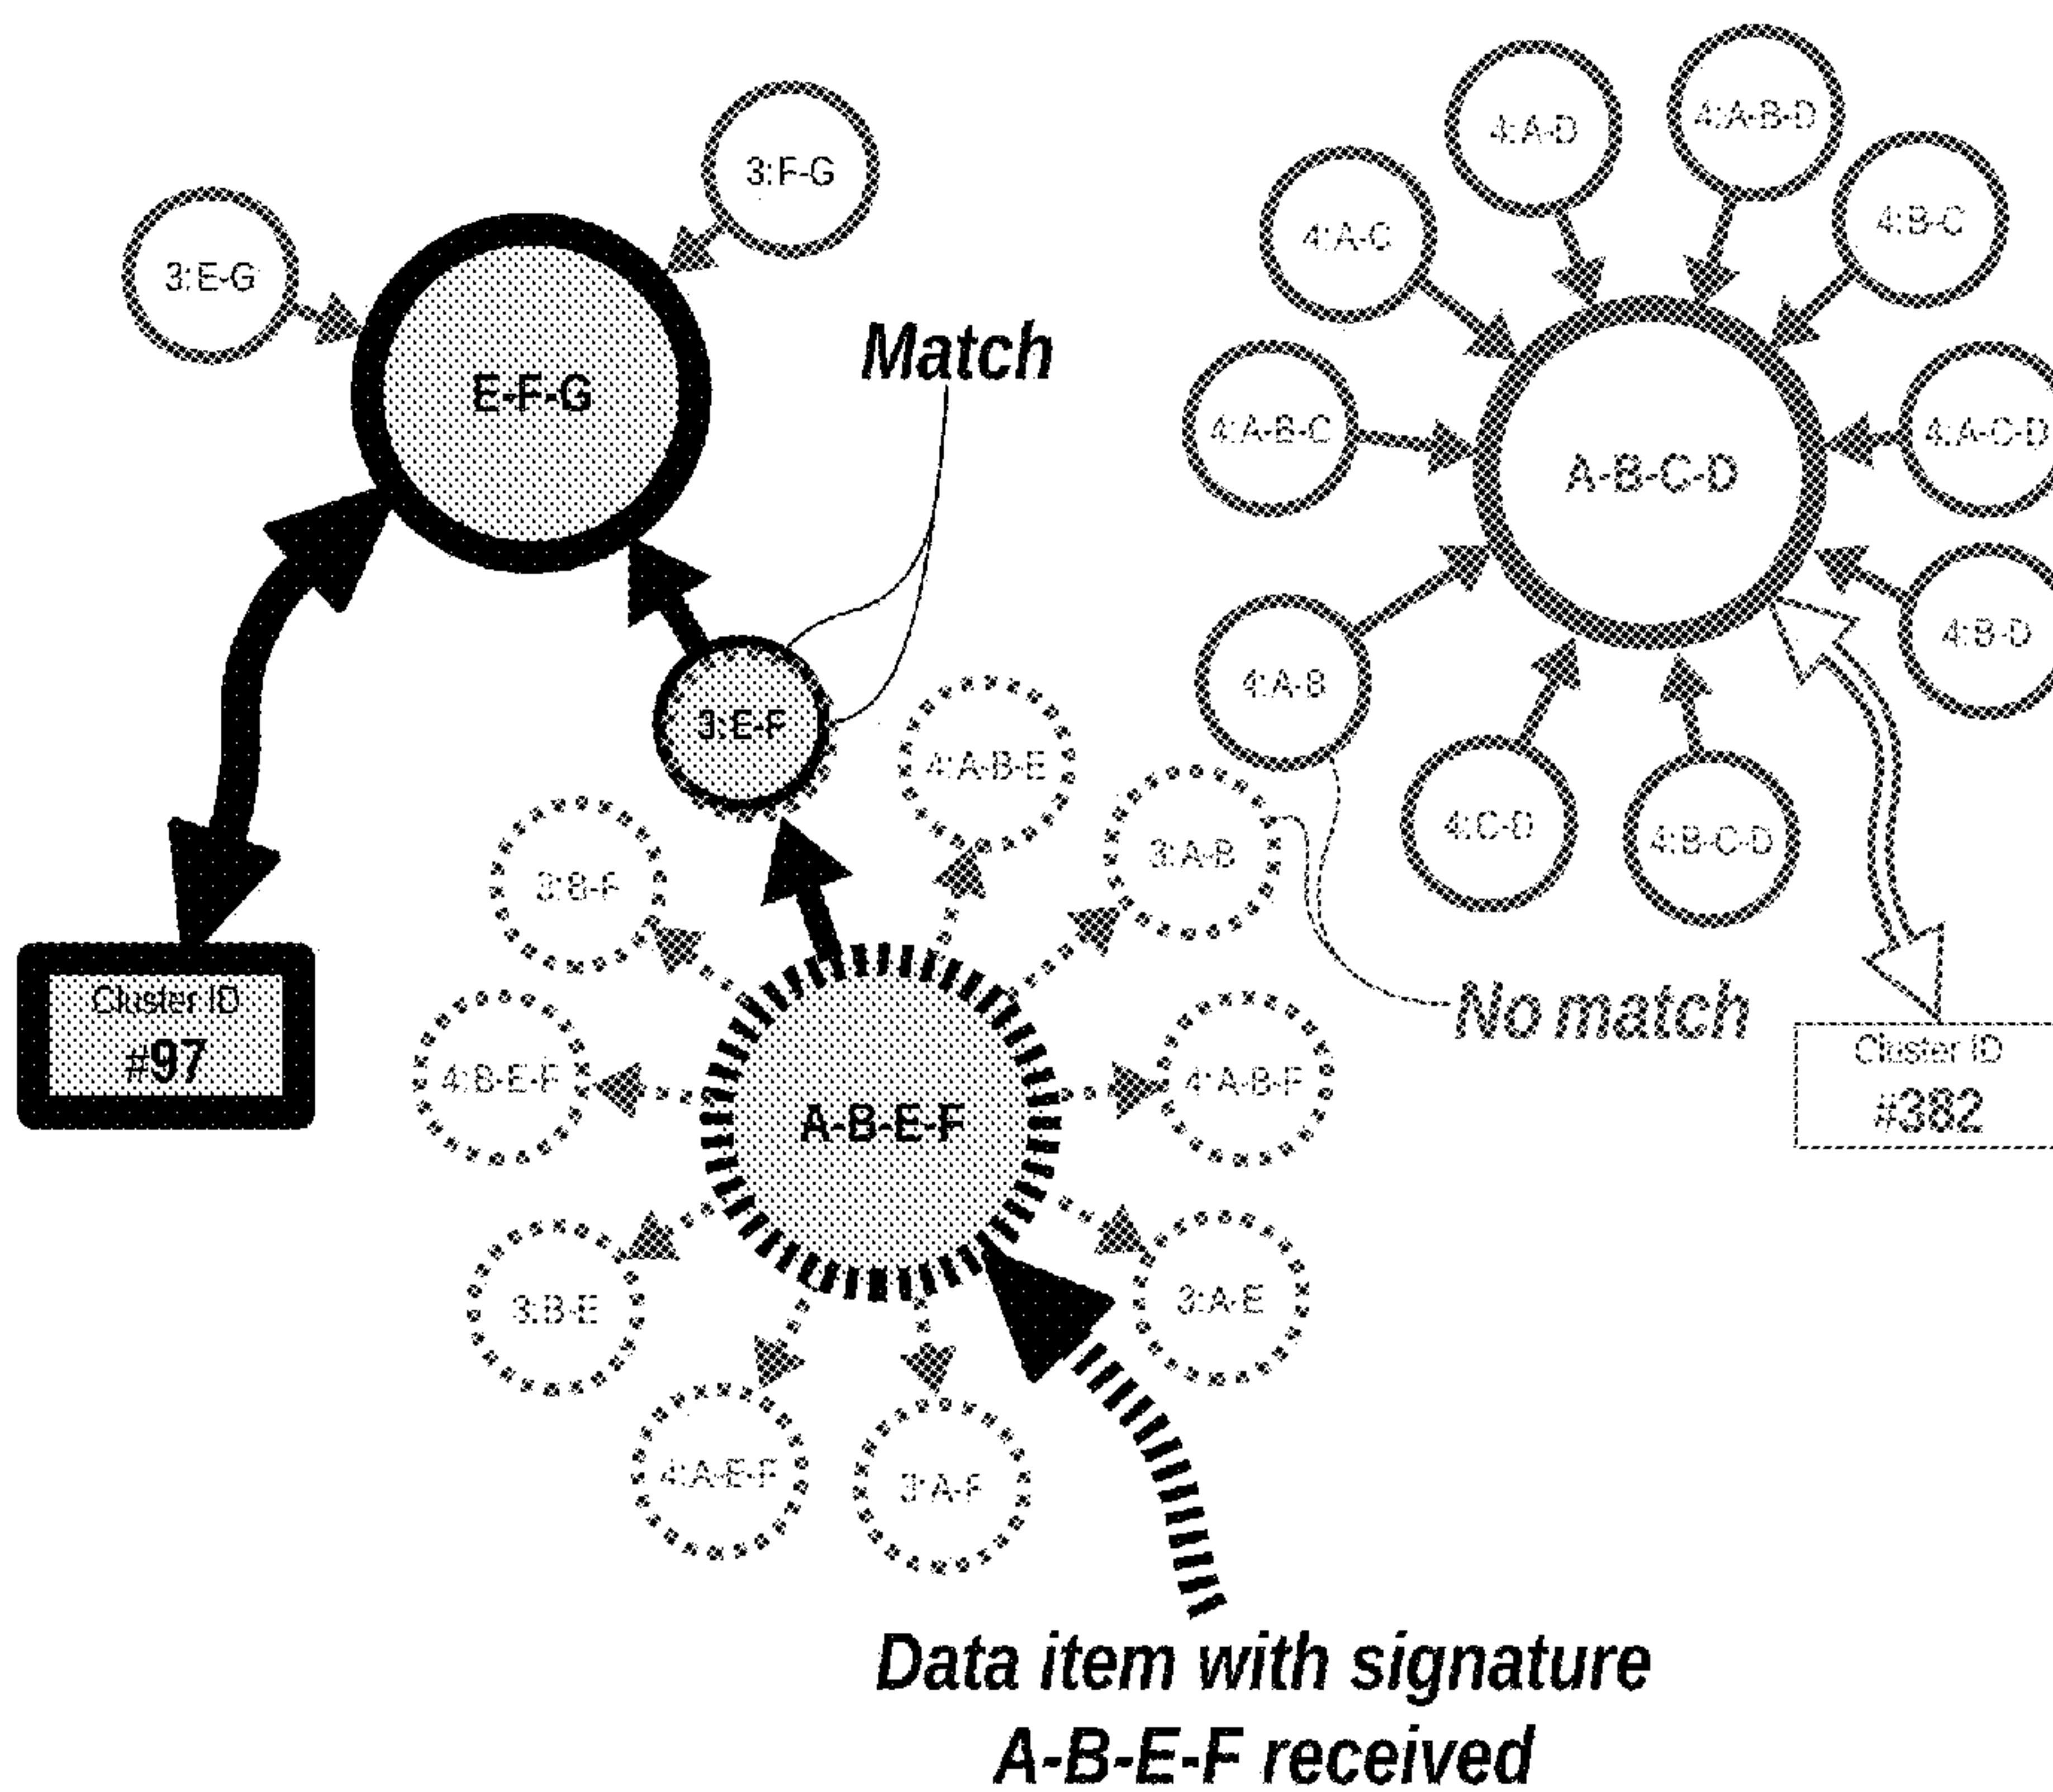 4:A-B-D
4:A-D
3:F-G
4:B-C
4:A-C
3:E-G
Match
E-F-G
4:A-B-C
4:A-C-D
A-B-C-D
4:B-D
4:A-B
3:E-F
4:A-B-E
4:C-D
4:B-C-D
3:A-B
3:B-F
Cluster ID
#97
No match
4:B-E-F
4:A-B-F
Cluster ID
#382
A-B-E-F
3:A-E
3:B-E
4:A-E-F
3:A-F
Data item with signature
A-B-E-F received